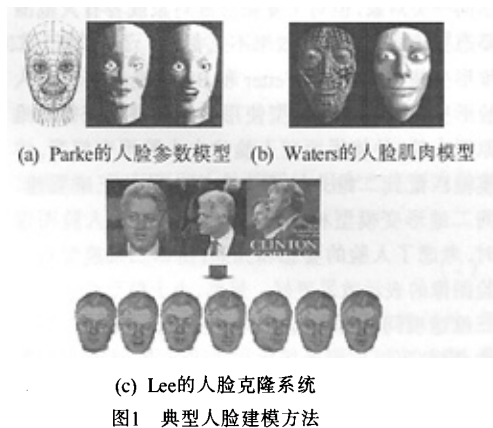 (a) Parke的人脸参数模型
(b) Waters的人脸肌肉模型
CLINTON
(c) Lee的人脸克隆系统
图1 典型人脸建模方法